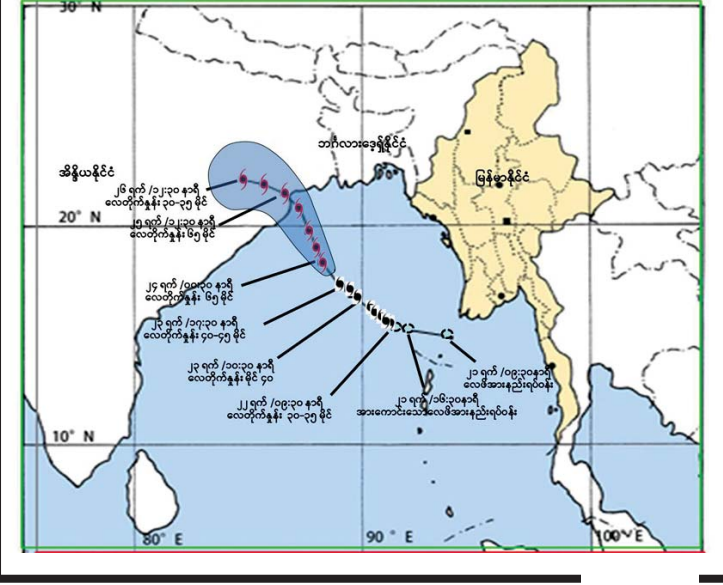 30° N
ဘင်္ဂလားဒေ့ရှ်နိုင်ငံ
အိန္ဒိယနိုင်ငံ
မြန်မာနိုင်ငံ
၂၆ ရက် /၁၂:၃၀ နာရီ
လေတိုက်နှုန်း ၃၀-၃၅ မိုင်
20° N
၂၅ ရက် /၁၂:၃၀ နာရီ
လေတိုက်နှုန်း ၆၅ မိုင်
၂၄ ရက် /၀၀:၃၀ နာရီ
လေတိုက်နှုန်း ၆၅ မိုင်
၂၃ ရက် /၁၇:၃၀ နာရီ
လေတိုက်နှုန်း ၄၀-၄၅ မိုင်
၂၃ ရက် /၁၀:၃၀ နာရီ
လေတိုက်နှုန်း မိုင် ၄၀
၂၂ ရက် /၀၉:၃၀ နာရီ
လေတိုက်နှုန်း ၃၀-၃၅ မိုင်
၂၁ ရက် /၁၆:၃၀နာရီ
အားကောင်းသောလေဖိအားနည်းရပ်ဝန်း
၂၁ ရက် /၀၉:၃၀နာရီ
လေဖိအားနည်းရပ်ဝန်း
10° N
80° E
90° E
100° E